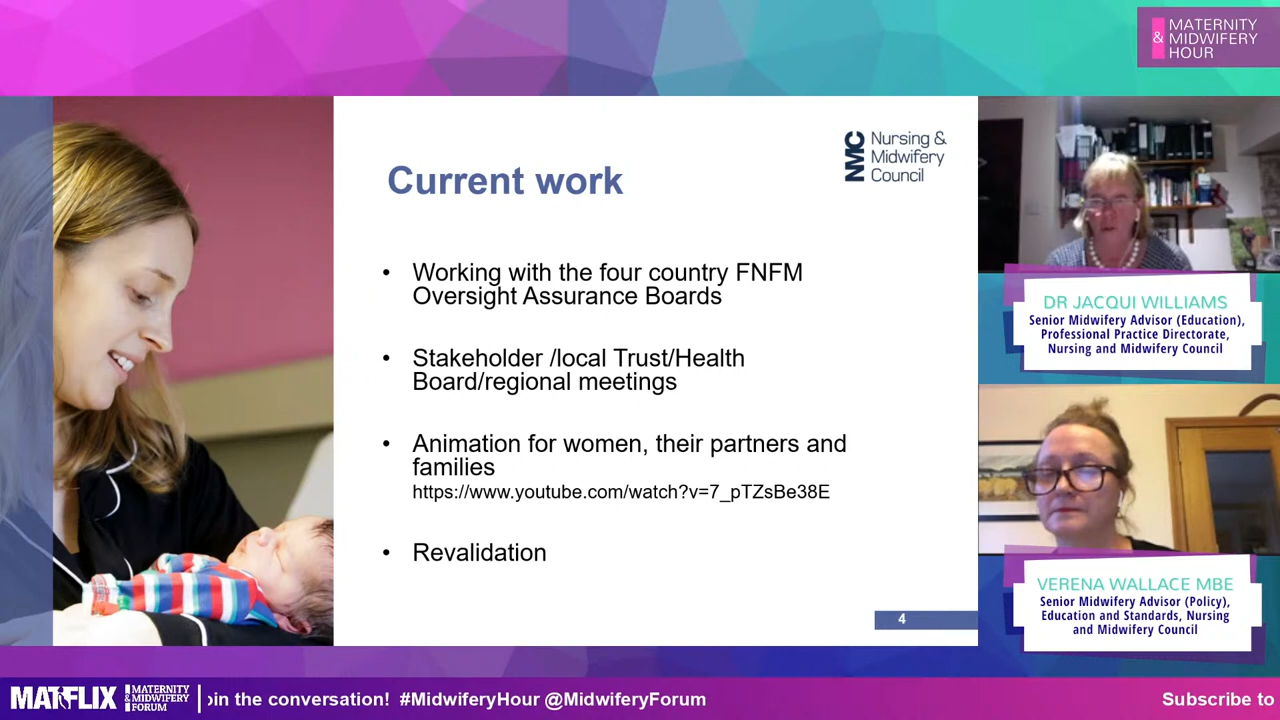 MATERNITY
& MIDWIFERY
HOUR
NMC
Nursing &
Midwifery
Council
Current work
• Working with the four country FNFM
Oversight Assurance Boards
• Stakeholder /local Trust/Health
Board/regional meetings
• Animation for women, their partners and
families
https://www.youtube.com/watch?v=7_pTZsBe38E
• Revalidation
4
DR JACQUI WILLIAMS
Senior Midwifery Advisor (Education),
Professional Practice Directorate,
Nursing and Midwifery Council
VERENA WALLACE MBE
Senior Midwifery Advisor (Policy),
Education and Standards, Nursing
and Midwifery Council
MATFLIX
MATERNITY
& MIDWIFERY
FORUM
oin the conversation! #MidwiferyHour @MidwiferyForum
Subscribe to